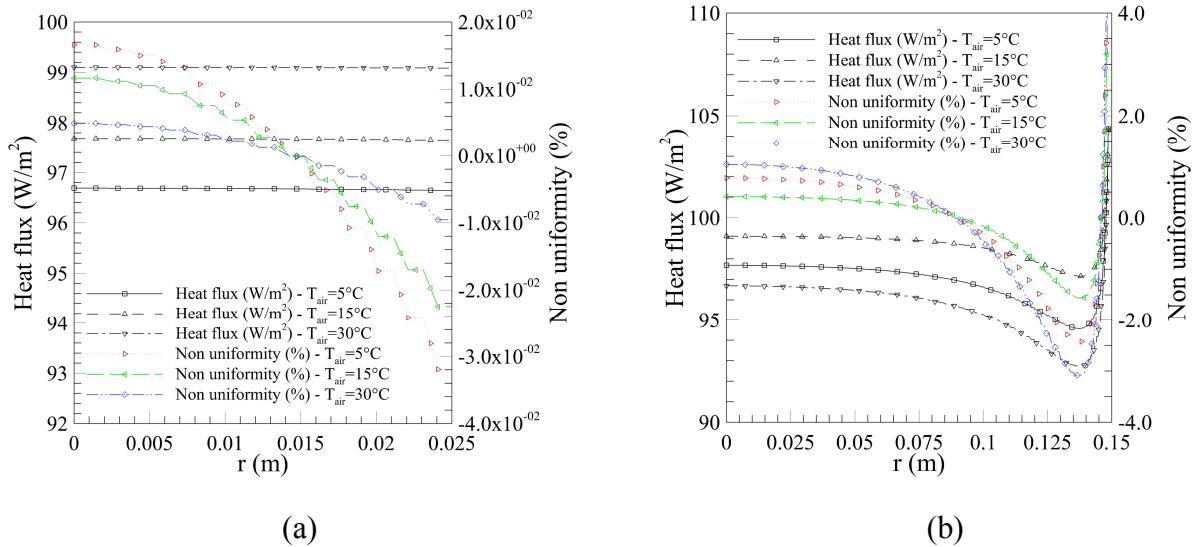 (a)
100
99
98
97
96
95
94
93
92
Heat flux (W/m²)
2.0x10⁻⁰²
1.0x10⁻⁰²
0.0x10⁺⁰⁰
-1.0x10⁻⁰²
-2.0x10⁻⁰²
-3.0x10⁻⁰²
-4.0x10⁻⁰²
Non uniformity (%)
Heat flux (W/m²) - Tair=5°C
Heat flux (W/m²) - Tair=15°C
Heat flux (W/m²) - Tair=30°C
Non uniformity (%) - Tair=5°C
Non uniformity (%) - Tair=15°C
Non uniformity (%) - Tair=30°C
0 0.005 0.01 0.015 0.02 0.025
r (m)
(a)
(b)
110
105
100
95
90
Heat flux (W/m²)
4.0
2.0
0.0
-2.0
-4.0
Non uniformity (%)
Heat flux (W/m²) - Tair=5°C
Heat flux (W/m²) - Tair=15°C
Heat flux (W/m²) - Tair=30°C
Non uniformity (%) - Tair=5°C
Non uniformity (%) - Tair=15°C
Non uniformity (%) - Tair=30°C
0 0.025 0.05 0.075 0.1 0.125 0.15
r (m)
(b)